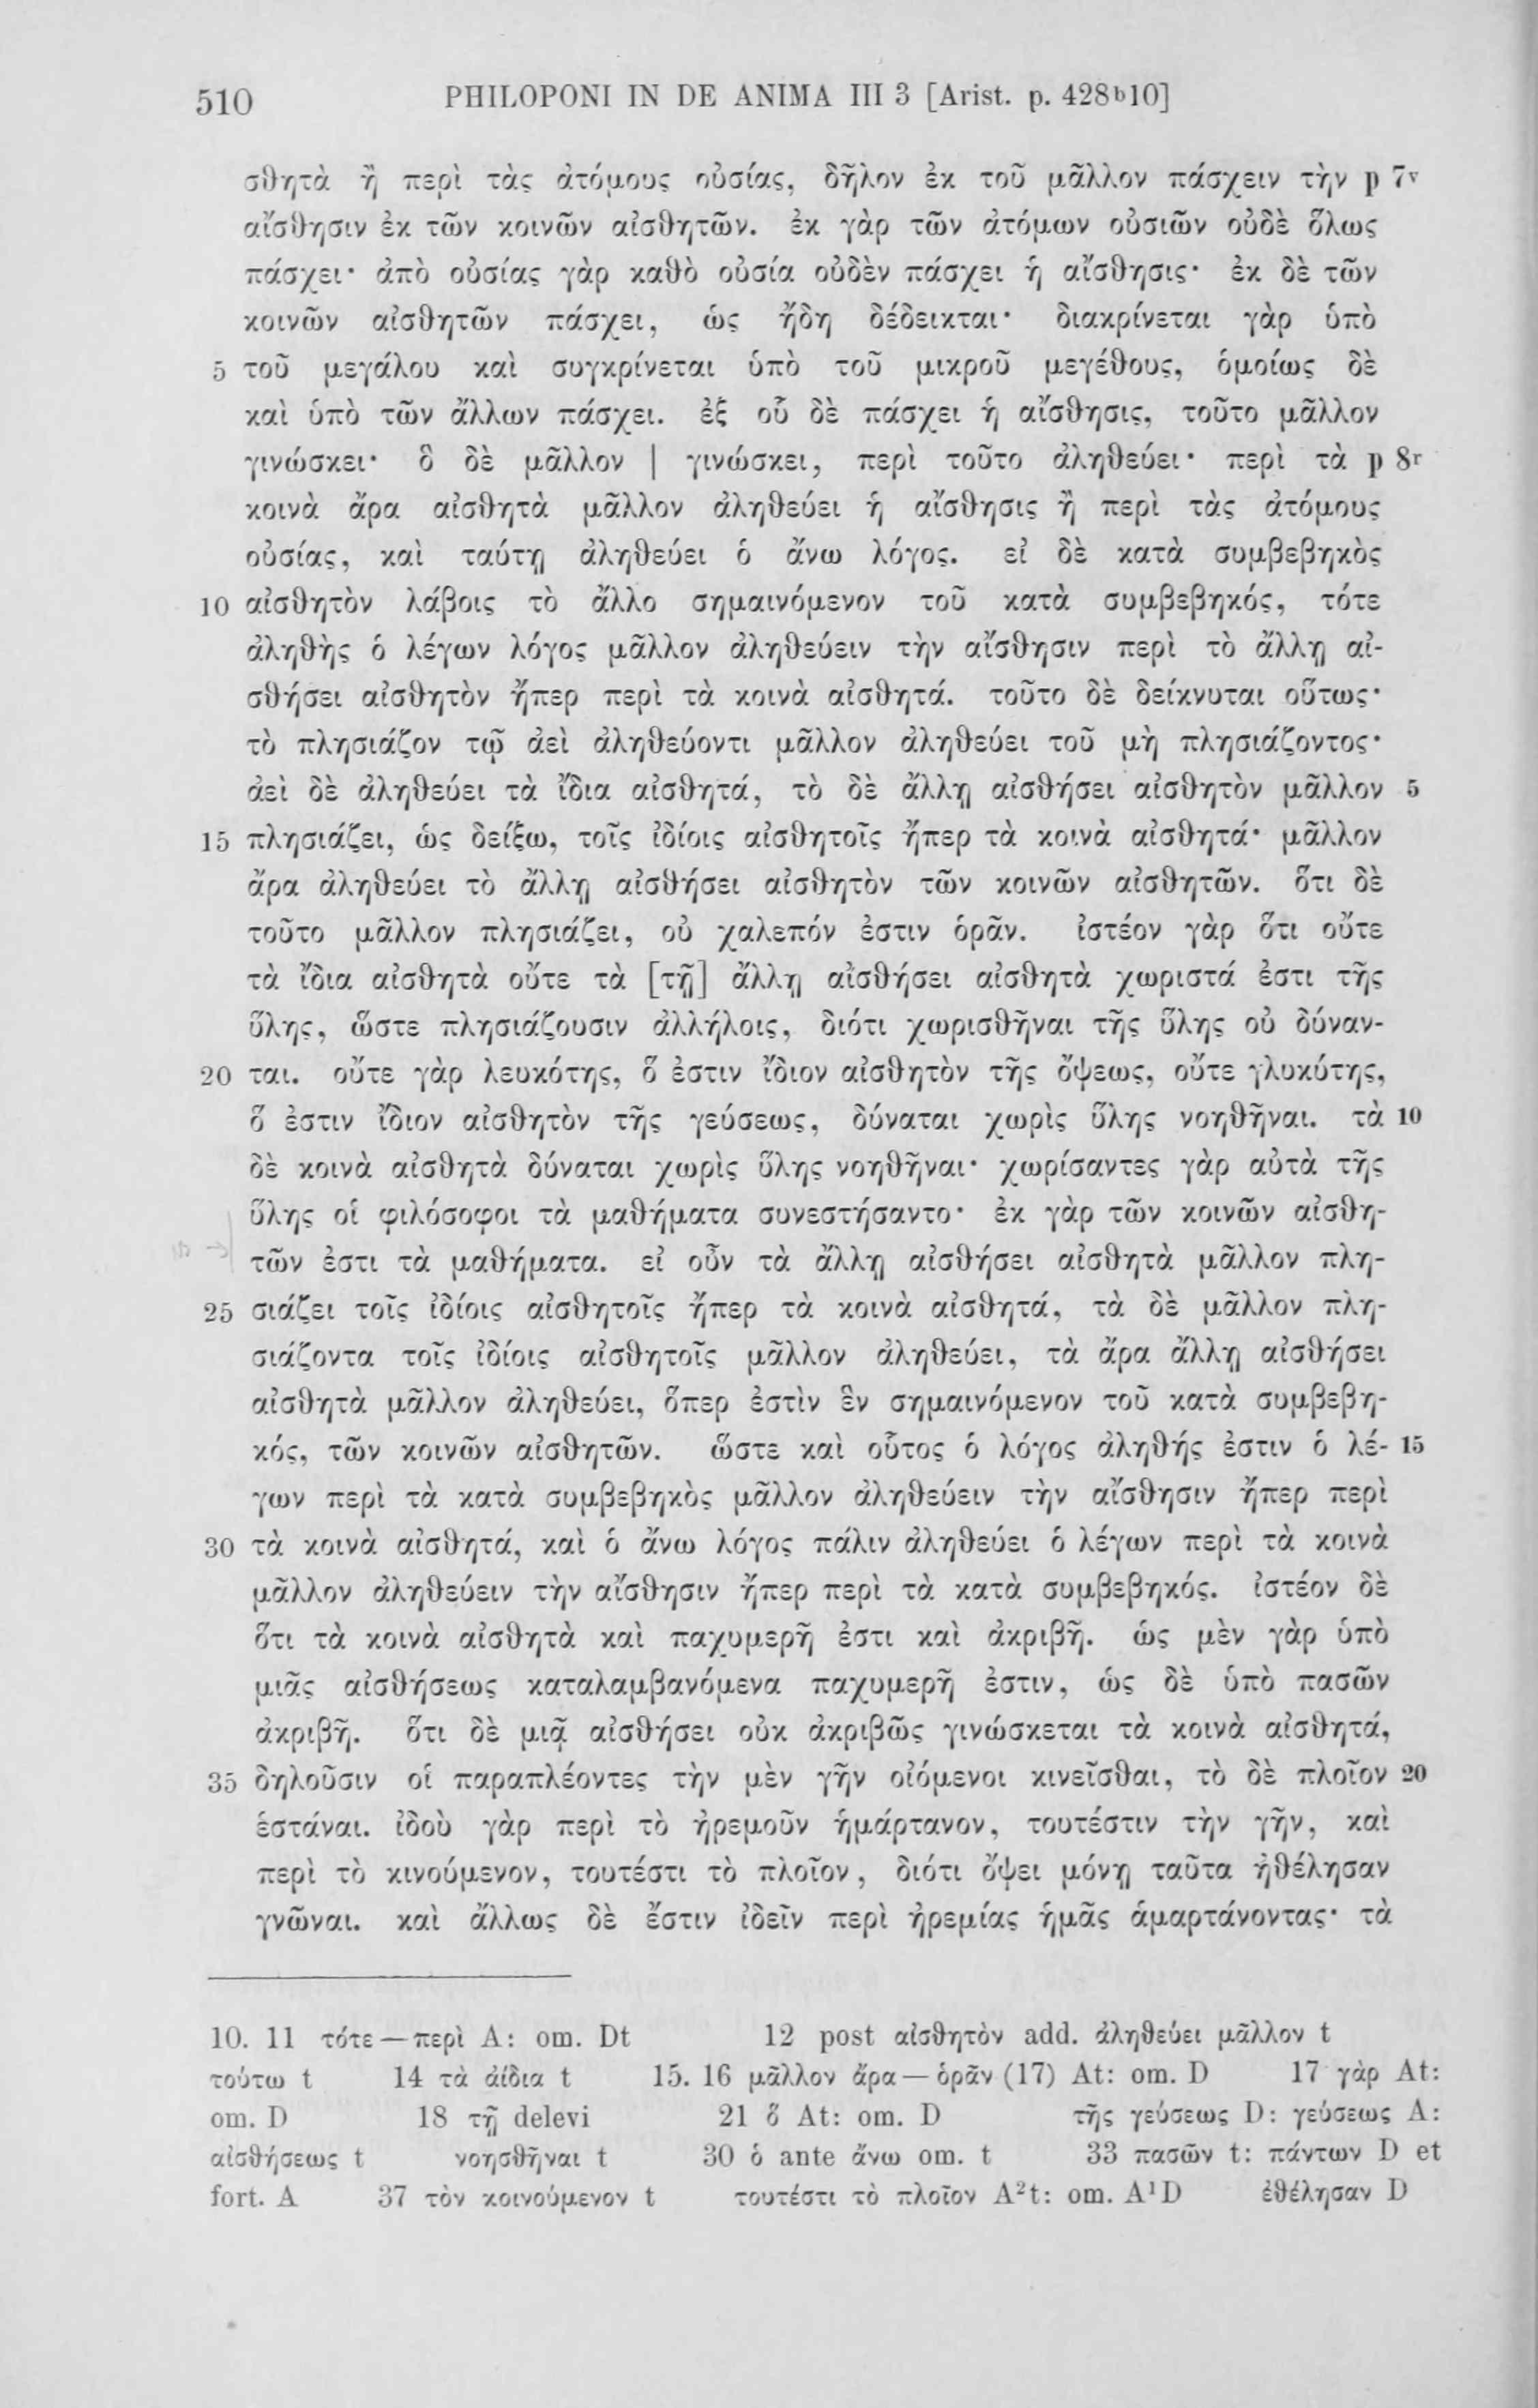 510 PHILOPONI IN DE ANIMA III 3 [Arist. p. 428ᵇ10]
σθητὰ ἢ περὶ τὰς ἀτόμους οὐσίας, δῆλον ἐκ τοῦ μᾶλλον πάσχειν τὴν p 7ᵛ
αἴσθησιν ἐκ τῶν κοινῶν αἰσθητῶν. ἐκ γὰρ τῶν ἀτόμων οὐσιῶν οὐδὲ ὅλως
πάσχει· ἀπὸ οὐσίας γὰρ καθὸ οὐσία οὐδὲν πάσχει ἡ αἴσθησις· ἐκ δὲ τῶν
κοινῶν αἰσθητῶν πάσχει, ὡς ἤδη δέδεικται· διακρίνεται γὰρ ὑπὸ
5 τοῦ μεγάλου καὶ συγκρίνεται ὑπὸ τοῦ μικροῦ μεγέθους, ὁμοίως δὲ
καὶ ὑπὸ τῶν ἄλλων πάσχει. ἐξ οὗ δὲ πάσχει ἡ αἴσθησις, τοῦτο μᾶλλον
γινώσκει· ὃ δὲ μᾶλλον | γινώσκει, περὶ τοῦτο ἀληθεύει· περὶ τὰ p 8ʳ
κοινὰ ἄρα αἰσθητὰ μᾶλλον ἀληθεύει ἡ αἴσθησις ἢ περὶ τὰς ἀτόμους
οὐσίας, καὶ ταύτῃ ἀληθεύει ὁ ἄνω λόγος. εἰ δὲ κατὰ συμβεβηκὸς
10 αἰσθητὸν λάβοις τὸ ἄλλο σημαινόμενον τοῦ κατὰ συμβεβηκός, τότε
ἀληθὴς ὁ λέγων λόγος μᾶλλον ἀληθεύειν τὴν αἴσθησιν περὶ τὸ ἄλλῃ αἰ-
σθήσει αἰσθητὸν ἤπερ περὶ τὰ κοινὰ αἰσθητά. τοῦτο δὲ δείκνυται οὕτως·
τὸ πλησιάζον τῷ ἀεὶ ἀληθεύοντι μᾶλλον ἀληθεύει τοῦ μὴ πλησιάζοντος·
ἀεὶ δὲ ἀληθεύει τὰ ἴδια αἰσθητά, τὸ δὲ ἄλλῃ αἰσθήσει αἰσθητὸν μᾶλλον 5
15 πλησιάζει, ὡς δείξω, τοῖς ἰδίοις αἰσθητοῖς ἤπερ τὰ κοινὰ αἰσθητά· μᾶλλον
ἄρα ἀληθεύει τὸ ἄλλῃ αἰσθήσει αἰσθητὸν τῶν κοινῶν αἰσθητῶν. ὅτι δὲ
τοῦτο μᾶλλον πλησιάζει, οὐ χαλεπόν ἐστιν ὁρᾶν. ἰστέον γὰρ ὅτι οὔτε
τὰ ἴδια αἰσθητὰ οὔτε τὰ [τῇ] ἄλλῃ αἰσθήσει αἰσθητὰ χωριστά ἐστι τῆς
ὕλης, ὥστε πλησιάζουσιν ἀλλήλοις, διότι χωρισθῆναι τῆς ὕλης οὐ δύναν-
20 ται. οὔτε γὰρ λευκότης, ὅ ἐστιν ἴδιον αἰσθητὸν τῆς ὄψεως, οὔτε γλυκύτης,
ὅ ἐστιν ἴδιον αἰσθητὸν τῆς γεύσεως, δύναται χωρὶς ὕλης νοηθῆναι. τὰ 10
δὲ κοινὰ αἰσθητὰ δύναται χωρὶς ὕλης νοηθῆναι· χωρίσαντες γὰρ αὐτὰ τῆς
ὕλης οἱ φιλόσοφοι τὰ μαθήματα συνεστήσαντο· ἐκ γὰρ τῶν κοινῶν αἰσθη-
τῶν ἐστι τὰ μαθήματα. εἰ οὖν τὰ ἄλλῃ αἰσθήσει αἰσθητὰ μᾶλλον πλη-
25 σιάζει τοῖς ἰδίοις αἰσθητοῖς ἤπερ τὰ κοινὰ αἰσθητά, τὰ δὲ μᾶλλον πλη-
σιάζοντα τοῖς ἰδίοις αἰσθητοῖς μᾶλλον ἀληθεύει, τὰ ἄρα ἄλλῃ αἰσθήσει
αἰσθητὰ μᾶλλον ἀληθεύει, ὅπερ ἐστὶν ἓν σημαινόμενον τοῦ κατὰ συμβεβη-
κός, τῶν κοινῶν αἰσθητῶν. ὥστε καὶ οὗτος ὁ λόγος ἀληθής ἐστιν ὁ λέ- 15
γων περὶ τὰ κατὰ συμβεβηκὸς μᾶλλον ἀληθεύειν τὴν αἴσθησιν ἤπερ περὶ
30 τὰ κοινὰ αἰσθητά, καὶ ὁ ἄνω λόγος πάλιν ἀληθεύει ὁ λέγων περὶ τὰ κοινὰ
μᾶλλον ἀληθεύειν τὴν αἴσθησιν ἤπερ περὶ τὰ κατὰ συμβεβηκός. ἰστέον δὲ
ὅτι τὰ κοινὰ αἰσθητὰ καὶ παχυμερῆ ἐστι καὶ ἀκριβῆ. ὡς μὲν γὰρ ὑπὸ
μιᾶς αἰσθήσεως καταλαμβανόμενα παχυμερῆ ἐστιν, ὡς δὲ ὑπὸ πασῶν
ἀκριβῆ. ὅτι δὲ μιᾷ αἰσθήσει οὐκ ἀκριβῶς γινώσκεται τὰ κοινὰ αἰσθητά,
35 δηλοῦσιν οἱ παραπλέοντες τὴν μὲν γῆν οἰόμενοι κινεῖσθαι, τὸ δὲ πλοῖον 20
ἑστάναι. ἰδοὺ γὰρ περὶ τὸ ἠρεμοῦν ἡμάρτανον, τουτέστιν τὴν γῆν, καὶ
περὶ τὸ κινούμενον, τουτέστι τὸ πλοῖον, διότι ὄψει μόνῃ ταῦτα ἠθέλησαν
γνῶναι. καὶ ἄλλως δὲ ἔστιν ἰδεῖν περὶ ἠρεμίας ἡμᾶς ἁμαρτάνοντας· τὰ
10. 11 τότε — περὶ A: om. Dt 12 post αἰσθητὸν add. ἀληθεύει μᾶλλον t
τούτω t 14 τὰ ἀίδια t 15. 16 μᾶλλον ἄρα — ὁρᾶν (17) At: om. D 17 γὰρ At:
om. D 18 τῇ delevi 21 ὅ At: om. D τῆς γεύσεως D: γεύσεως A:
αἰσθήσεως t νοησθῆναι t 30 ὁ ante ἄνω om. t 33 πασῶν t: πάντων D et
fort. A 37 τὸν κοινούμενον t τουτέστι τὸ πλοῖον A²t: om. A¹D ἐθέλησαν D